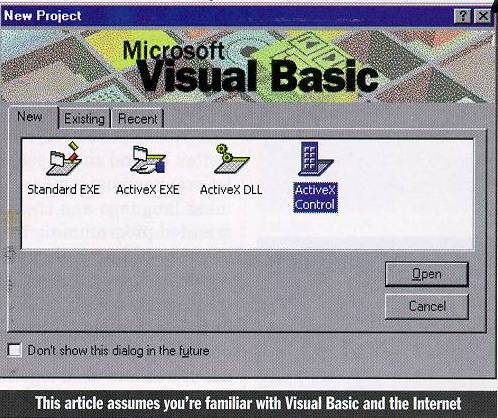 New Project
Microsoft
Visual Basic
New Existing Recent
Standard EXE ActiveX EXE ActiveX DLL ActiveX
Control
Open
Cancel
Don't show this dialog in the future
This article assumes you're familiar with Visual Basic and the Internet